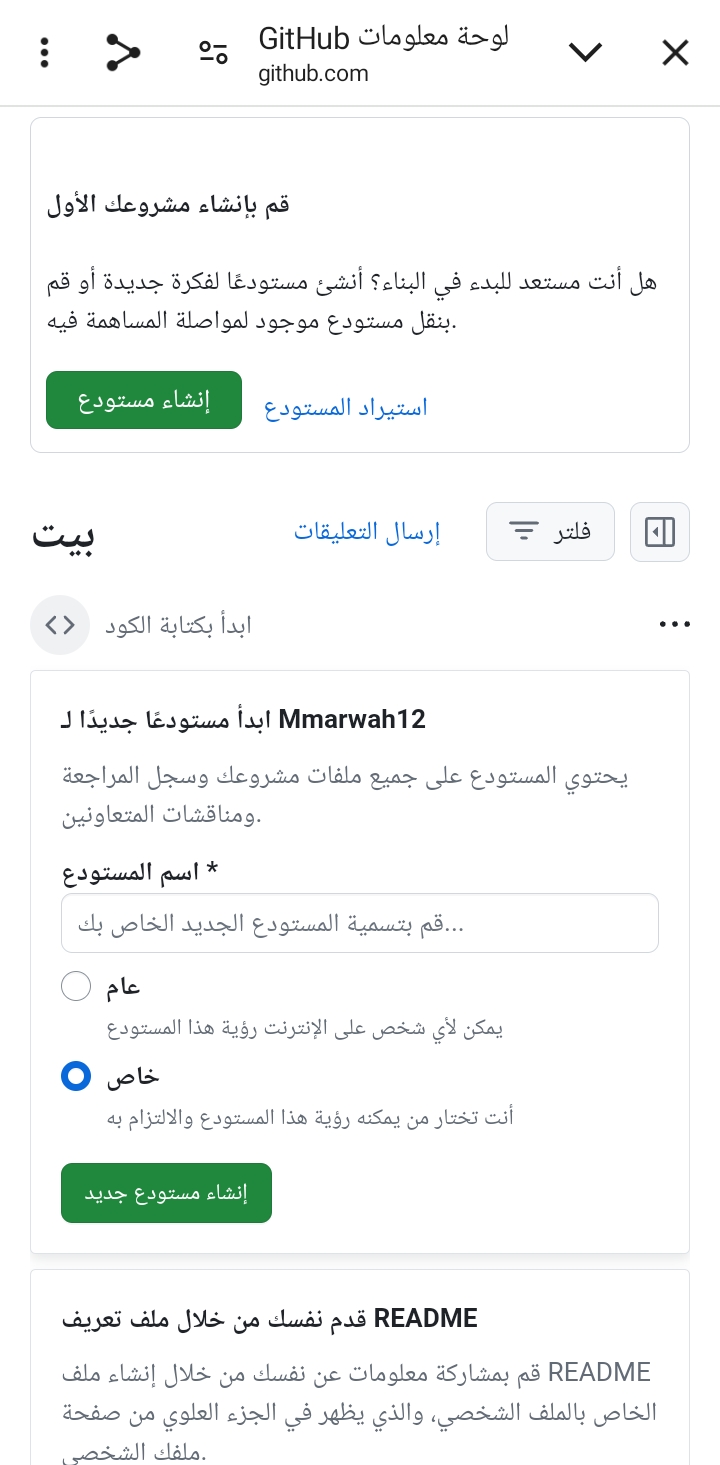 لوحة معلومات GitHub
github.com
قم بإنشاء مشروعك الأول
هل أنت مستعد للبدء في البناء؟ أنشئ مستودعًا لفكرة جديدة أو قم
بنقل مستودع موجود لمواصلة المساهمة فيه.
إنشاء مستودع
استيراد المستودع
بيت
إرسال التعليقات
فلتر
ابدأ بكتابة الكود
ابدأ مستودعًا جديدًا لـ Mmarwah12
يحتوي المستودع على جميع ملفات مشروعك وسجل المراجعة
ومناقشات المتعاونين.
اسم المستودع *
قم بتسمية المستودع الجديد الخاص بك...
عام
يمكن لأي شخص على الإنترنت رؤية هذا المستودع
خاص
أنت تختار من يمكنه رؤية هذا المستودع والالتزام به
إنشاء مستودع جديد
قدم نفسك من خلال ملف تعريف README
قم بمشاركة معلومات عن نفسك من خلال إنشاء ملف README
الخاص بالملف الشخصي، والذي يظهر في الجزء العلوي من صفحة
ملفك الشخصي.